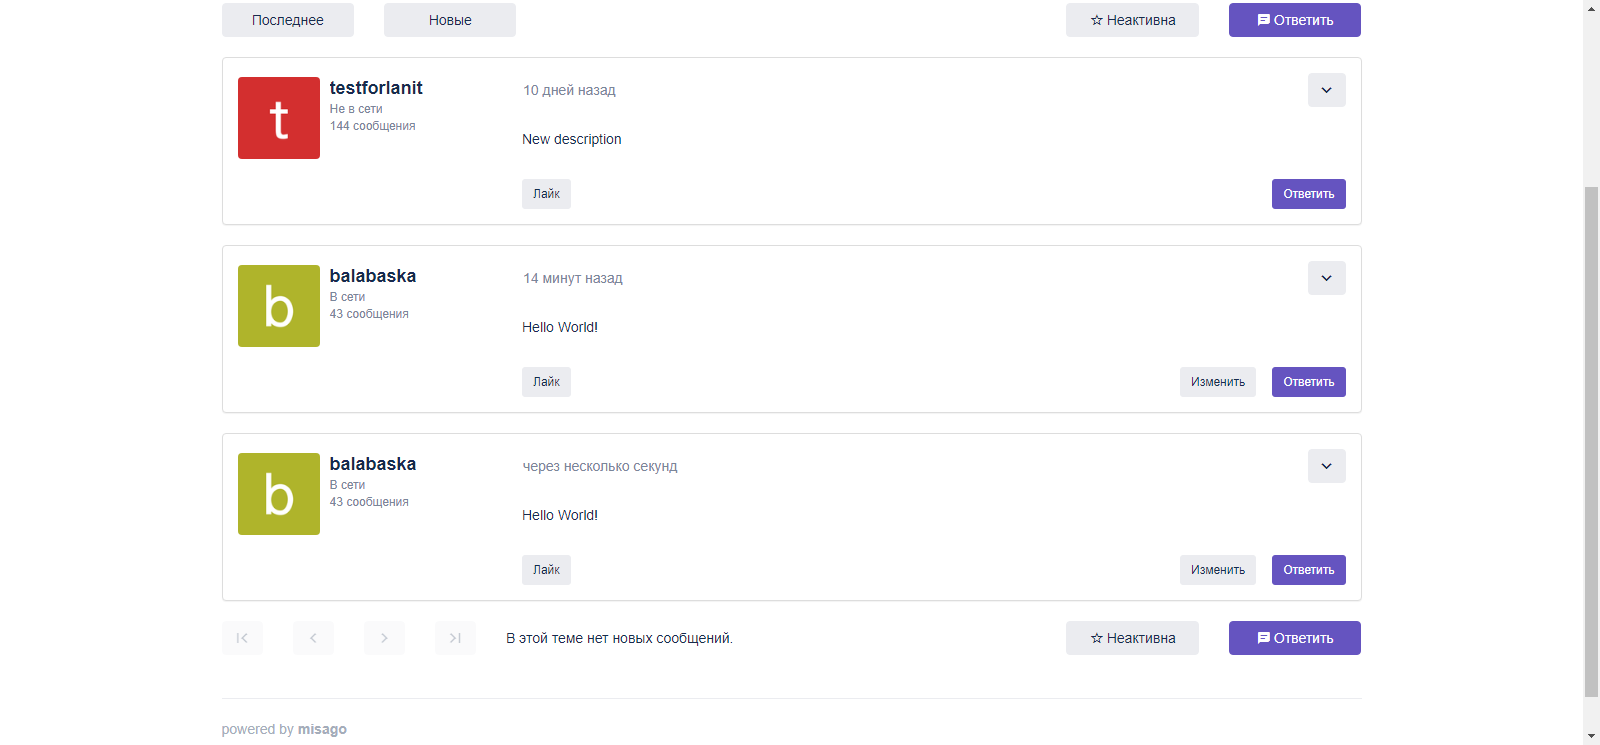 Последнее Новые Неактивна Ответить
t
testforlanit
Не в сети
144 сообщения
10 дней назад
New description
Лайк Ответить
b
balabaska
В сети
43 сообщения
14 минут назад
Hello World!
Лайк Изменить Ответить
b
balabaska
В сети
43 сообщения
через несколько секунд
Hello World!
Лайк Изменить Ответить
В этой теме нет новых сообщений. Неактивна Ответить
powered by misago